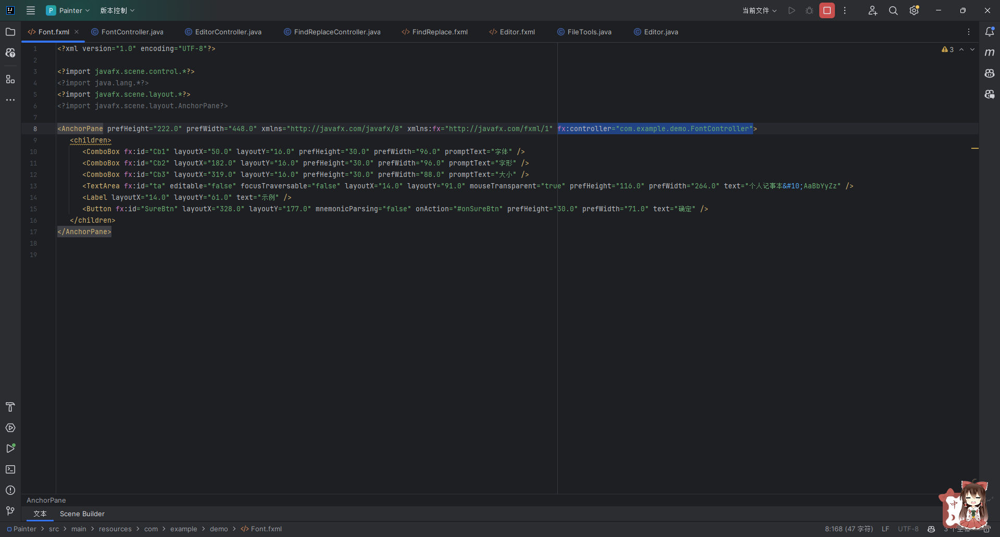 Painter 版本控制 当前文件
Font.fxml FontController.java EditorController.java FindReplaceController.java FindReplace.fxml Editor.fxml FileTools.java Editor.java
3
1 <?xml version="1.0" encoding="UTF-8"?>
2
3 <?import javafx.scene.control.*?>
4 <?import java.lang.*?>
5 <?import javafx.scene.layout.*?>
6 <?import javafx.scene.layout.AnchorPane?>
7
8 <AnchorPane prefHeight="222.0" prefWidth="448.0" xmlns="http://javafx.com/javafx/8" xmlns:fx="http://javafx.com/fxml/1" fx:controller="com.example.demo.FontController">
9 <children>
10 <ComboBox fx:id="Cb1" layoutX="50.0" layoutY="16.0" prefHeight="30.0" prefWidth="96.0" promptText="字体" />
11 <ComboBox fx:id="Cb2" layoutX="182.0" layoutY="16.0" prefHeight="30.0" prefWidth="96.0" promptText="字形" />
12 <ComboBox fx:id="Cb3" layoutX="319.0" layoutY="16.0" prefHeight="30.0" prefWidth="88.0" promptText="大小" />
13 <TextArea fx:id="ta" editable="false" focusTraversable="false" layoutX="14.0" layoutY="91.0" mouseTransparent="true" prefHeight="116.0" prefWidth="264.0" text="个人记事本&#10;AaBbYyZz" />
14 <Label layoutX="14.0" layoutY="61.0" text="示例" />
15 <Button fx:id="SureBtn" layoutX="328.0" layoutY="177.0" mnemonicParsing="false" onAction="#onSureBtn" prefHeight="30.0" prefWidth="71.0" text="确定" />
16 </children>
17 </AnchorPane>
18
19
AnchorPane
文本 Scene Builder
中
Painter > src > main > resources > com > example > demo > Font.fxml 8:168 (47 字符) LF UTF-8 3